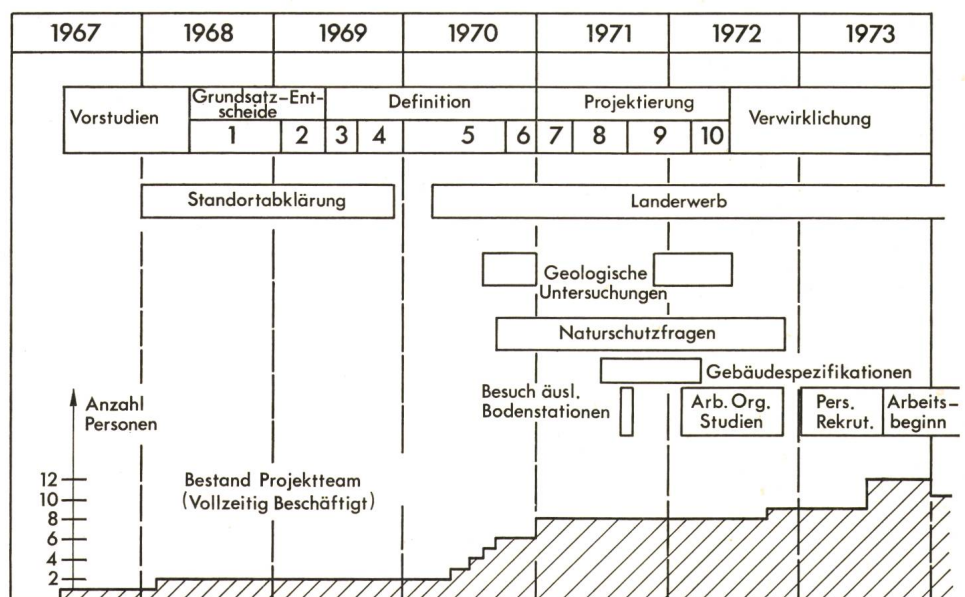 1967 1968 1969 1970 1971 1972 1973
Vorstudien
Grundsatz-Ent-
scheide
Definition
Projektierung
Verwirklichung
1 2 3 4 5 6 7 8 9 10
Standortabklärung
Landerwerb
Geologische
Untersuchungen
Naturschutzfragen
Gebäudespezifikationen
Besuch äusl.
Bodenstationen
Arb. Org.
Studien
Pers.
Rekrut.
Arbeits-
beginn
Anzahl
Personen
Bestand Projektteam
(Vollzeitig Beschäftigt)
12
10
8
6
4
2